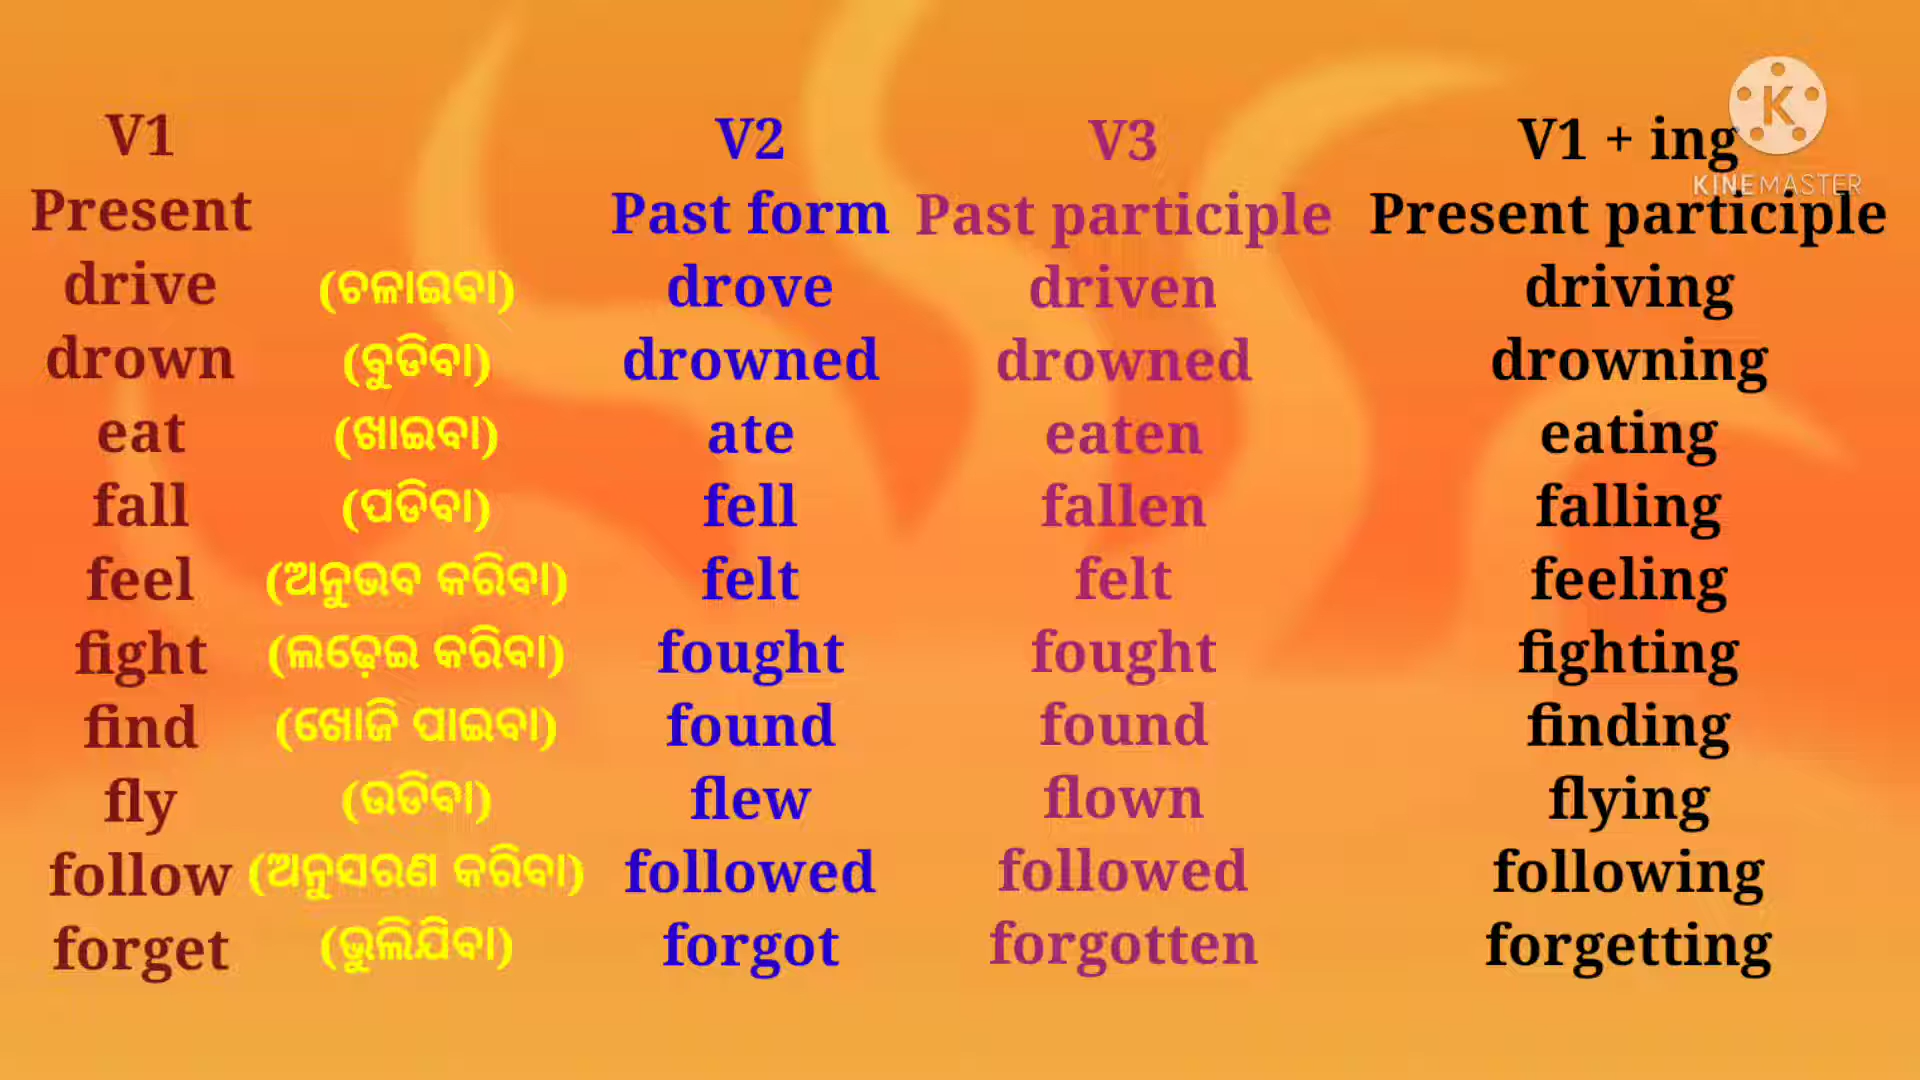 V1 V2 V3 V1 + ing
KINEMASTER
Present Past form Past participle Present participle
drive (ଚଳାଇବା) drove driven driving
drown (ବୁଡିବା) drowned drowned drowning
eat (ଖାଇବା) ate eaten eating
fall (ପଡିବା) fell fallen falling
feel (ଅନୁଭବ କରିବା) felt felt feeling
fight (ଲଢ଼େଇ କରିବା) fought fought fighting
find (ଖୋଜି ପାଇବା) found found finding
fly (ଉଡିବା) flew flown flying
follow (ଅନୁସରଣ କରିବା) followed followed following
forget (ଭୁଲିଯିବା) forgot forgotten forgetting